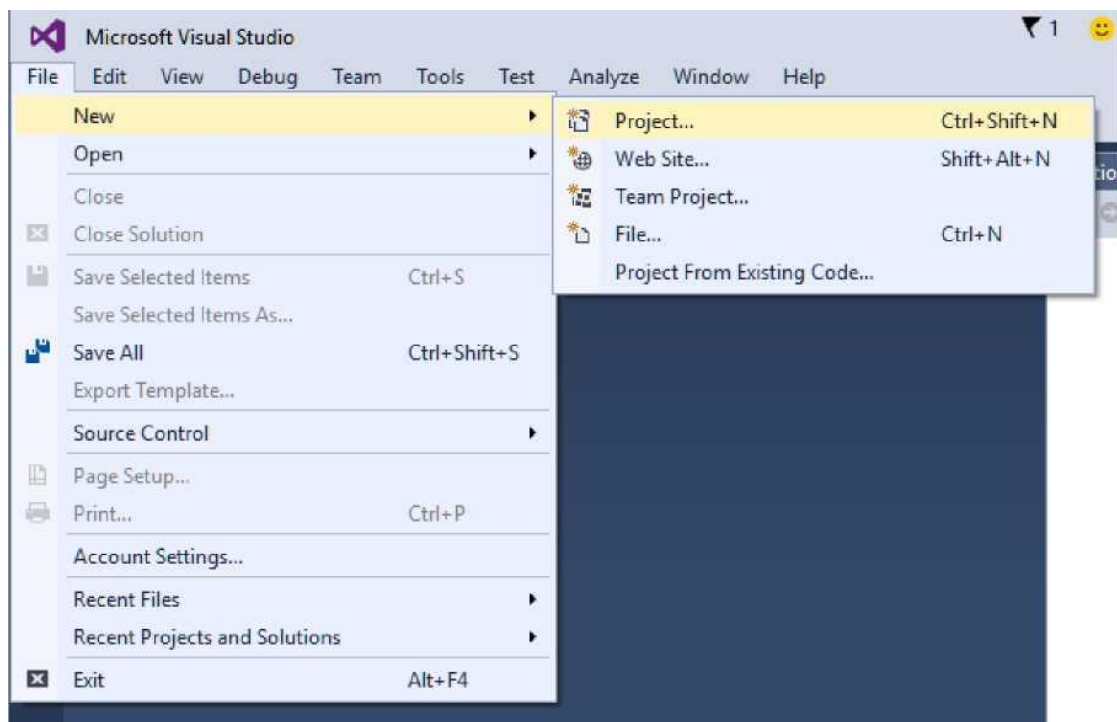 Microsoft Visual Studio
1
File Edit View Debug Team Tools Test Analyze Window Help
New
Open
Close
Close Solution
Save Selected Items Ctrl+S
Save Selected Items As...
Save All Ctrl+Shift+S
Export Template...
Source Control
Page Setup...
Print... Ctrl+P
Account Settings...
Recent Files
Recent Projects and Solutions
Exit Alt+F4
Project... Ctrl+Shift+N
Web Site... Shift+Alt+N
Team Project...
File... Ctrl+N
Project From Existing Code...